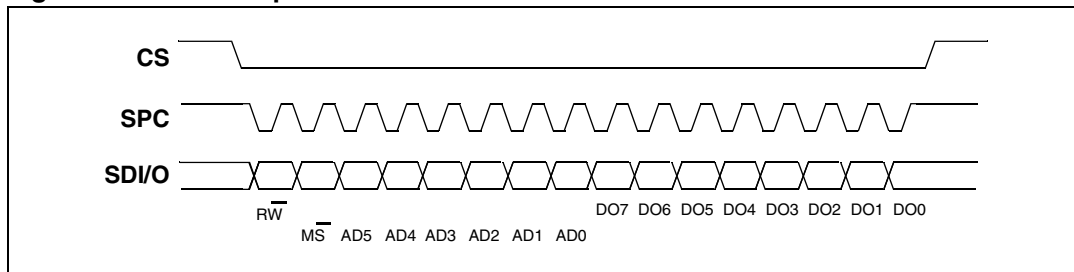 CS
SPC
SDI/O
RW̅
DO7 DO6 DO5 DO4 DO3 DO2 DO1 DO0
MS̅ AD5 AD4 AD3 AD2 AD1 AD0